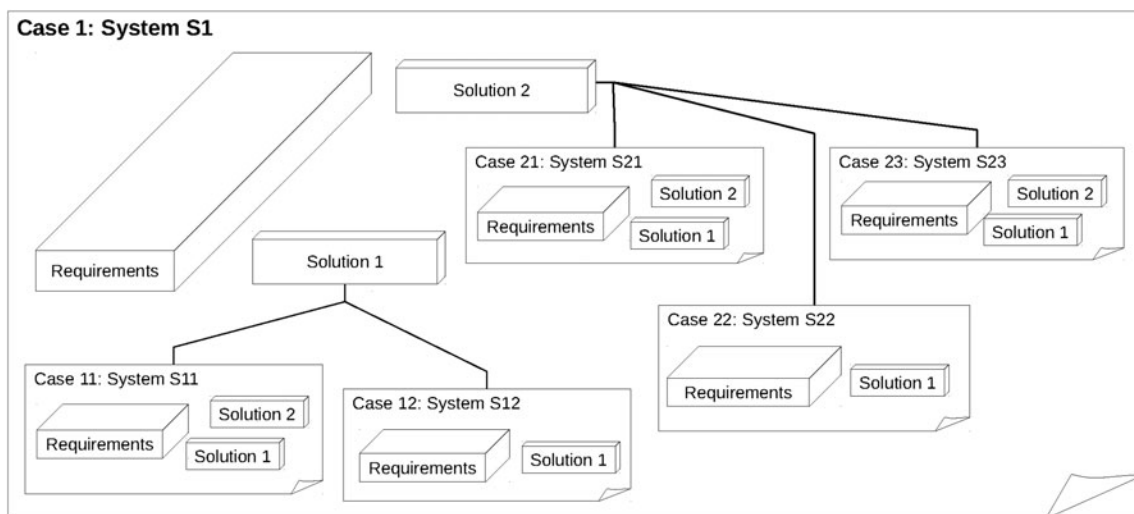 Case 1: System S1
Solution 2
Case 21: System S21
Solution 2
Requirements
Solution 1
Case 23: System S23
Solution 2
Requirements
Solution 1
Requirements
Solution 1
Case 22: System S22
Requirements
Solution 1
Case 11: System S11
Solution 2
Requirements
Solution 1
Case 12: System S12
Requirements
Solution 1